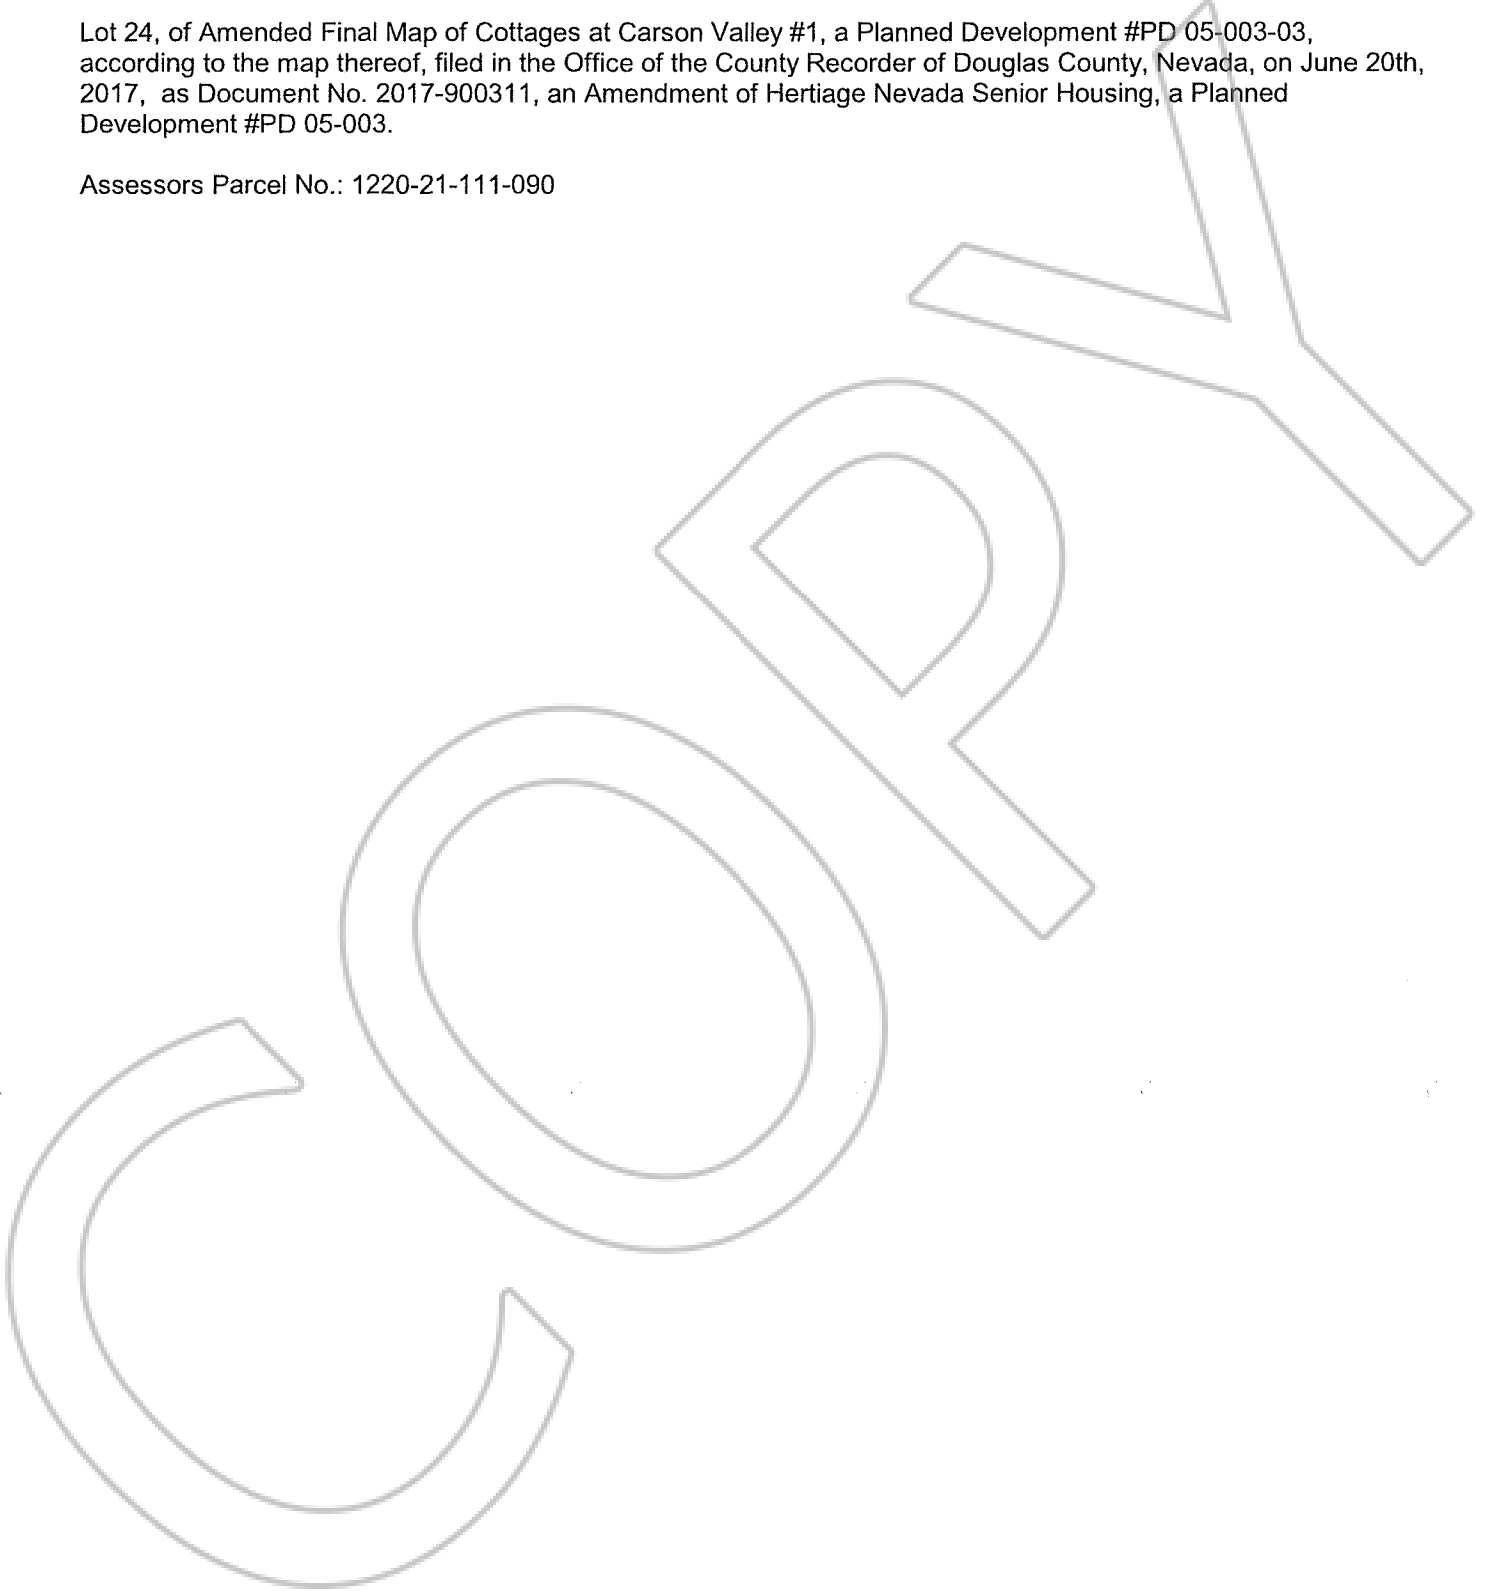 Lot 24, of Amended Final Map of Cottages at Carson Valley #1, a Planned Development #PD 05-003-03,
according to the map thereof, filed in the Office of the County Recorder of Douglas County, Nevada, on June 20th,
2017,  as Document No. 2017-900311, an Amendment of Hertiage Nevada Senior Housing, a Planned
Development #PD 05-003.

Assessors Parcel No.: 1220-21-111-090

COPY